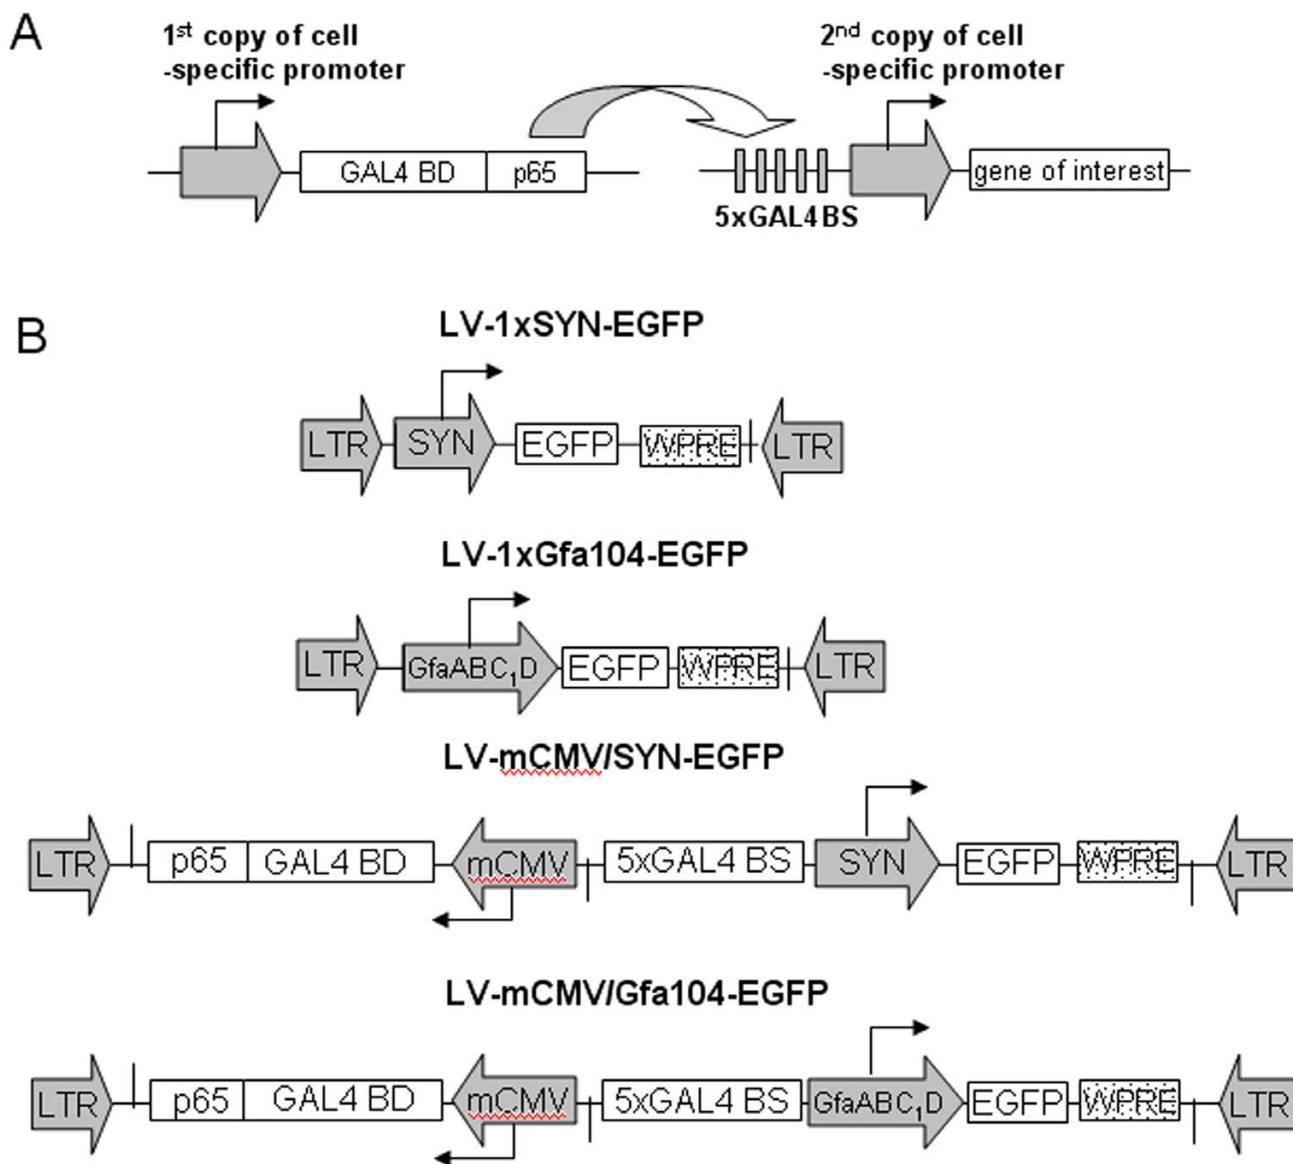 A
1st copy of cell
-specific promoter
2nd copy of cell
-specific promoter
GAL4 BD
p65
gene of interest
5xGAL4BS
B
LV-1xSYN-EGFP
LTR
SYN
EGFP
WPRE
LTR
LV-1xGfa104-EGFP
LTR
GfaABC1D
EGFP
WPRE
LTR
LV-mCMV/SYN-EGFP
LTR
p65
GAL4 BD
mCMV
5xGAL4 BS
SYN
EGFP
WPRE
LTR
LV-mCMV/Gfa104-EGFP
LTR
p65
GAL4 BD
mCMV
5xGAL4 BS
GfaABC1D
EGFP
WPRE
LTR